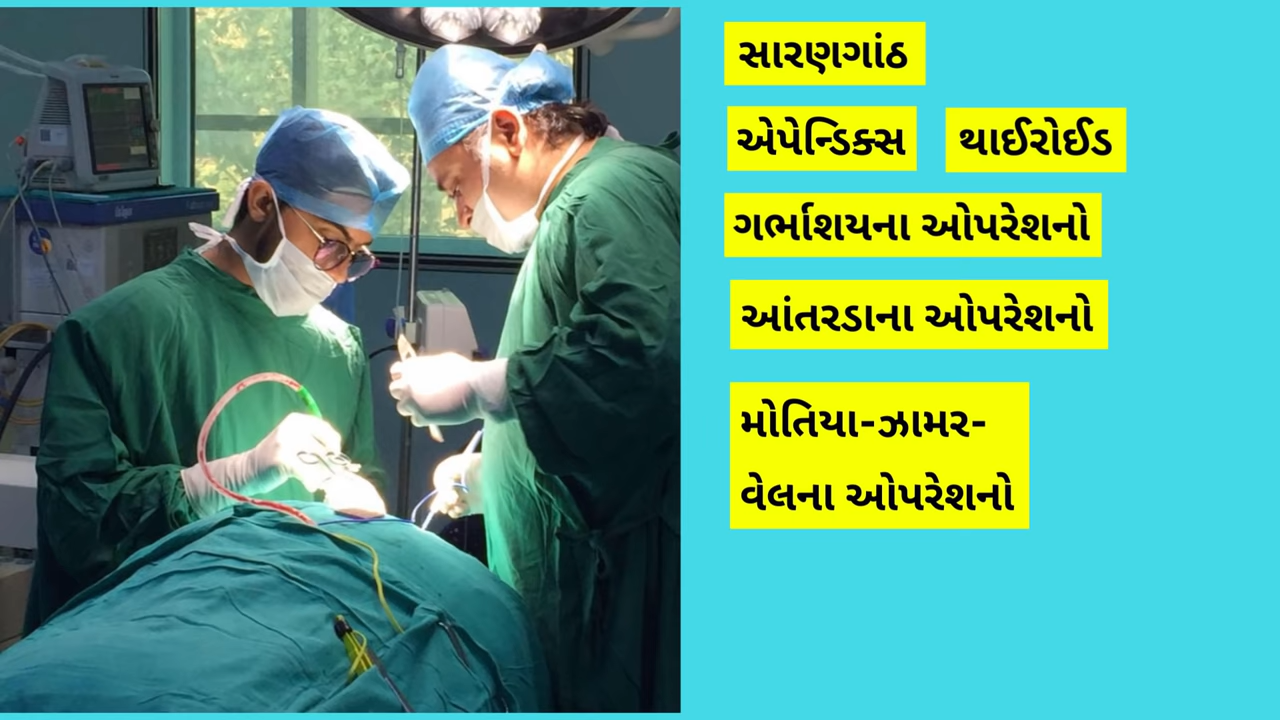 સારણગાંઠ
એપેન્ડિક્સ થાઈરોઈડ
ગર્ભાશયના ઓપરેશનો
આંતરડાના ઓપરેશનો
મોતિયા-ઝામર-
વેલના ઓપરેશનો